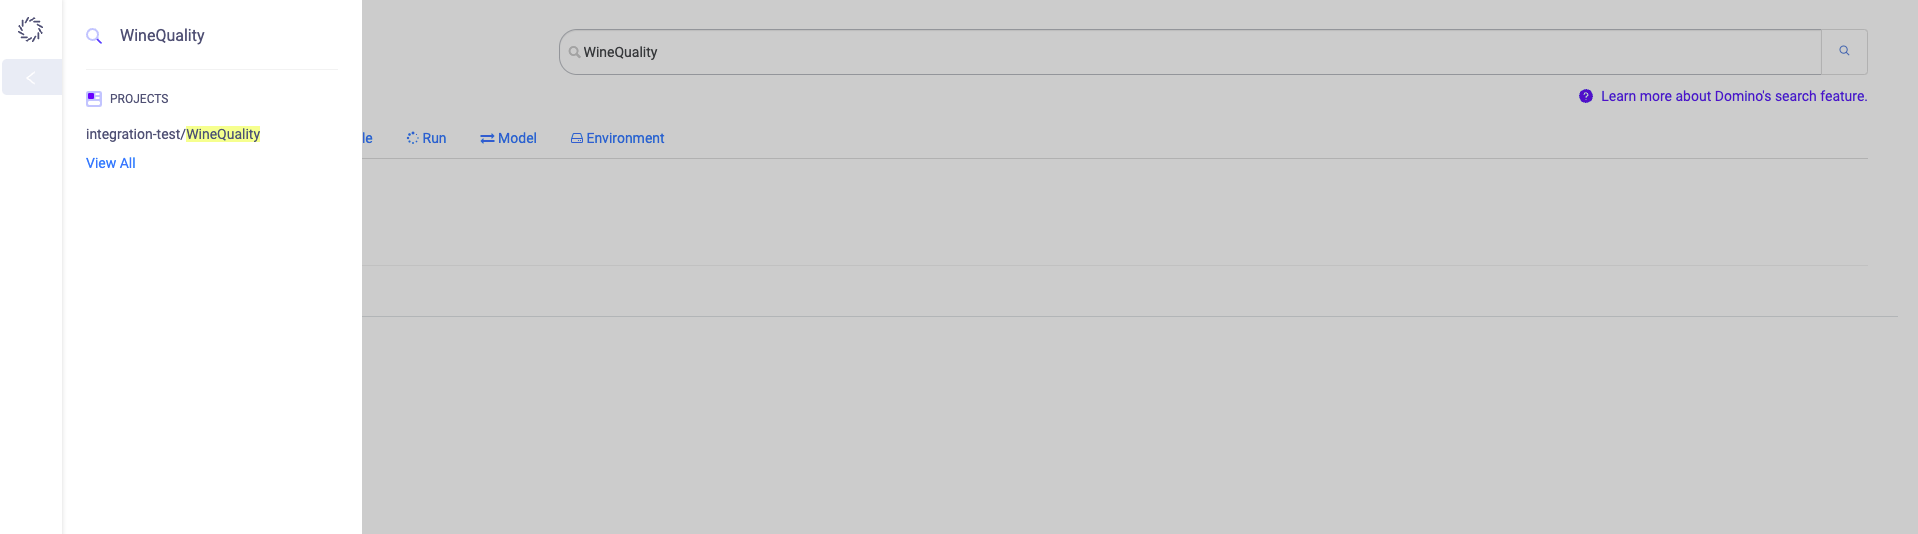 WineQuality
PROJECTS
integration-test/WineQuality
View All
WineQuality
Learn more about Domino's search feature.
le
Run
Model
Environment